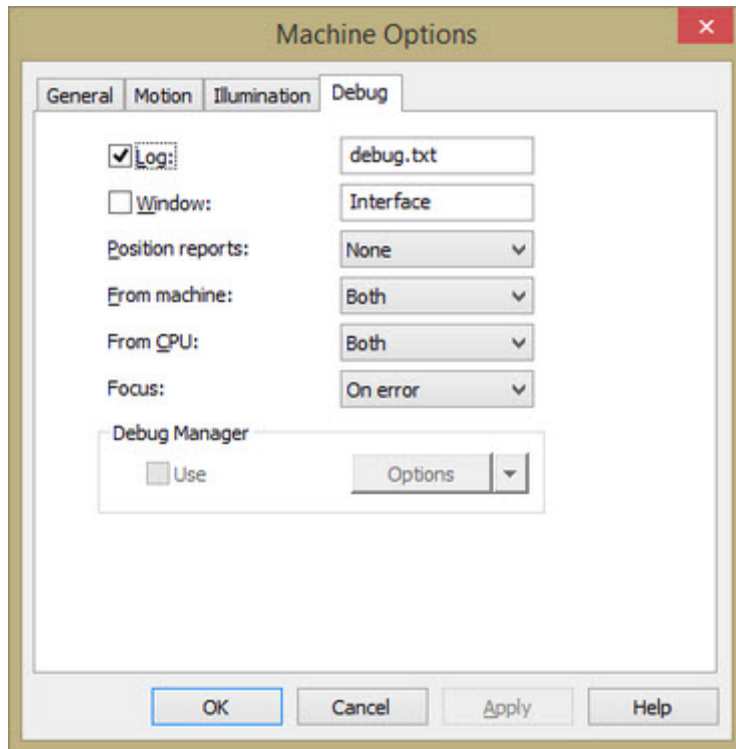 Machine Options
General Motion Illumination Debug
Log: debug.txt
Window: Interface
Position reports: None
From machine: Both
From CPU: Both
Focus: On error
Debug Manager
Use Options
OK Cancel Apply Help